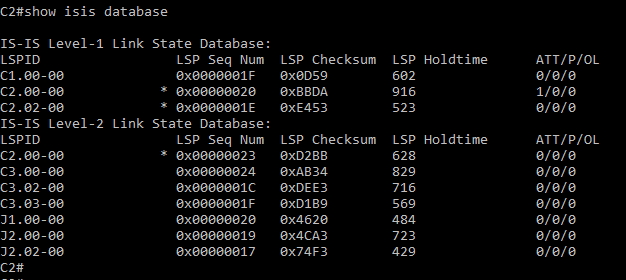 C2#show isis database
IS-IS Level-1 Link State Database:
LSPID                 LSP Seq Num  LSP Checksum  LSP Holdtime      ATT/P/OL
C1.00-00              0x0000001F   0x0D59        602               0/0/0
C2.00-00            * 0x00000020   0xBBDA        916               1/0/0
C2.02-00            * 0x0000001E   0xE453        523               0/0/0
IS-IS Level-2 Link State Database:
LSPID                 LSP Seq Num  LSP Checksum  LSP Holdtime      ATT/P/OL
C2.00-00            * 0x00000023   0xD2BB        628               0/0/0
C3.00-00              0x00000024   0xAB34        829               0/0/0
C3.02-00              0x0000001C   0xDEE3        716               0/0/0
C3.03-00              0x0000001F   0xD1B9        569               0/0/0
J1.00-00              0x00000020   0x4620        484               0/0/0
J2.00-00              0x00000019   0x4CA3        723               0/0/0
J2.02-00              0x00000017   0x74F3        429               0/0/0
C2#